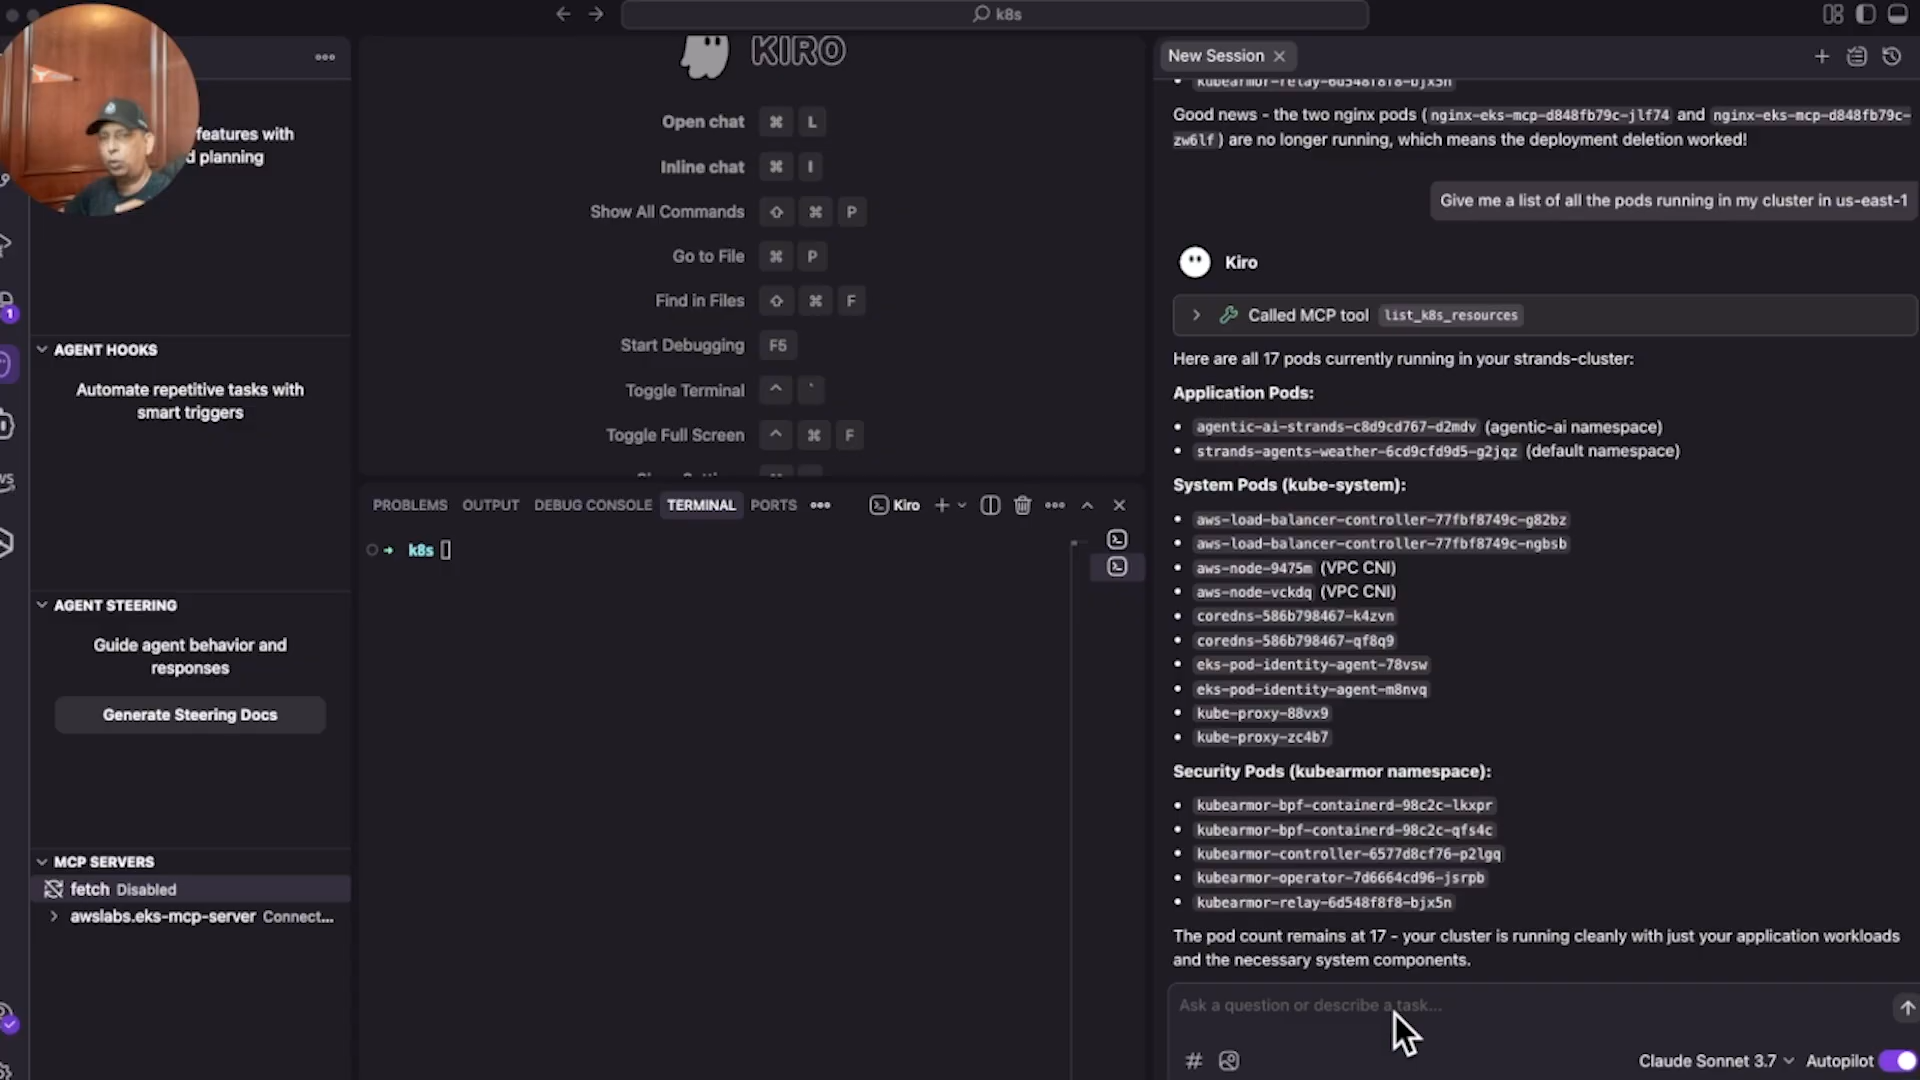 k8s
KIRO
features with
d planning
AGENT HOOKS
Automate repetitive tasks with
smart triggers
AGENT STEERING
Guide agent behavior and
responses
Generate Steering Docs
MCP SERVERS
fetch Disabled
awslabs.eks-mcp-server Connect...
1
Open chat ⌘ L
Inline chat ⌘ I
Show All Commands ⇧ ⌘ P
Go to File ⌘ P
Find in Files ⇧ ⌘ F
Start Debugging F5
Toggle Terminal ^ `
Toggle Full Screen ^ ⌘ F
PROBLEMS OUTPUT DEBUG CONSOLE TERMINAL PORTS ••• Kiro
k8s
New Session
kubearmor-relay-6d548f8f8-bjx5n
Good news - the two nginx pods ( nginx-eks-mcp-d848fb79c-jlf74 and nginx-eks-mcp-d848fb79c-
zw6lf ) are no longer running, which means the deployment deletion worked!
Give me a list of all the pods running in my cluster in us-east-1
Kiro
Called MCP tool list_k8s_resources
Here are all 17 pods currently running in your strands-cluster:
Application Pods:
• agentic-ai-strands-c8d9cd767-d2mdv (agentic-ai namespace)
• strands-agents-weather-6cd9cfd9d5-g2jqz (default namespace)
System Pods (kube-system):
• aws-load-balancer-controller-77fbf8749c-g82bz
• aws-load-balancer-controller-77fbf8749c-ngbsb
• aws-node-9475m (VPC CNI)
• aws-node-vckdq (VPC CNI)
• coredns-586b798467-k4zvn
• coredns-586b798467-qf8q9
• eks-pod-identity-agent-78vsw
• eks-pod-identity-agent-m8nvq
• kube-proxy-88vx9
• kube-proxy-zc4b7
Security Pods (kubearmor namespace):
• kubearmor-bpf-containerd-98c2c-lkxpr
• kubearmor-bpf-containerd-98c2c-qfs4c
• kubearmor-controller-6577d8cf76-p2lgq
• kubearmor-operator-7d6664cd96-jsrpb
• kubearmor-relay-6d548f8f8-bjx5n
The pod count remains at 17 - your cluster is running cleanly with just your application workloads
and the necessary system components.
Ask a question or describe a task...
# Claude Sonnet 3.7 Autopilot